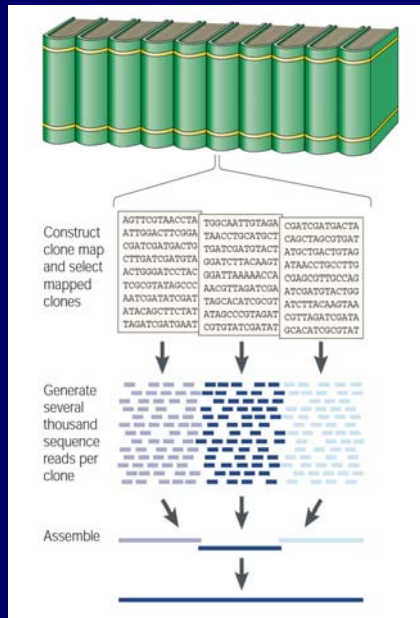 Construct
clone map
and select
mapped
clones
AGTTCGTAACCTA
ATTGGACTTCGGA
CGATCGATGACTG
CTTGATCGATGTA
ACTGGGATCCTAC
TCGCGTATAGCCC
AATCGATATCGAT
ATACAGCTTCTAT
TAGATCGATGAAT
TGGCAATTGTAGA
TAACCTGCATGCT
TGATCGATGTACT
GGATCTTACAAGT
GGATTAAAAACCA
AACGTTAGATCGA
TAGCACATCGCGT
ATAGCCCGTAGAT
CGTGTATCGATAT
CGATCGATGACTA
CAGCTAGCGTGAT
ATGCTGACTGTAG
ATAACCTGCCTTG
CGAGCGTTGCCAG
ATCGATGTACTGG
ATCTTACAAGTAA
CGTTAGATCGATA
GCACATCGCGTAT
Generate
several
thousand
sequence
reads per
clone
Assemble